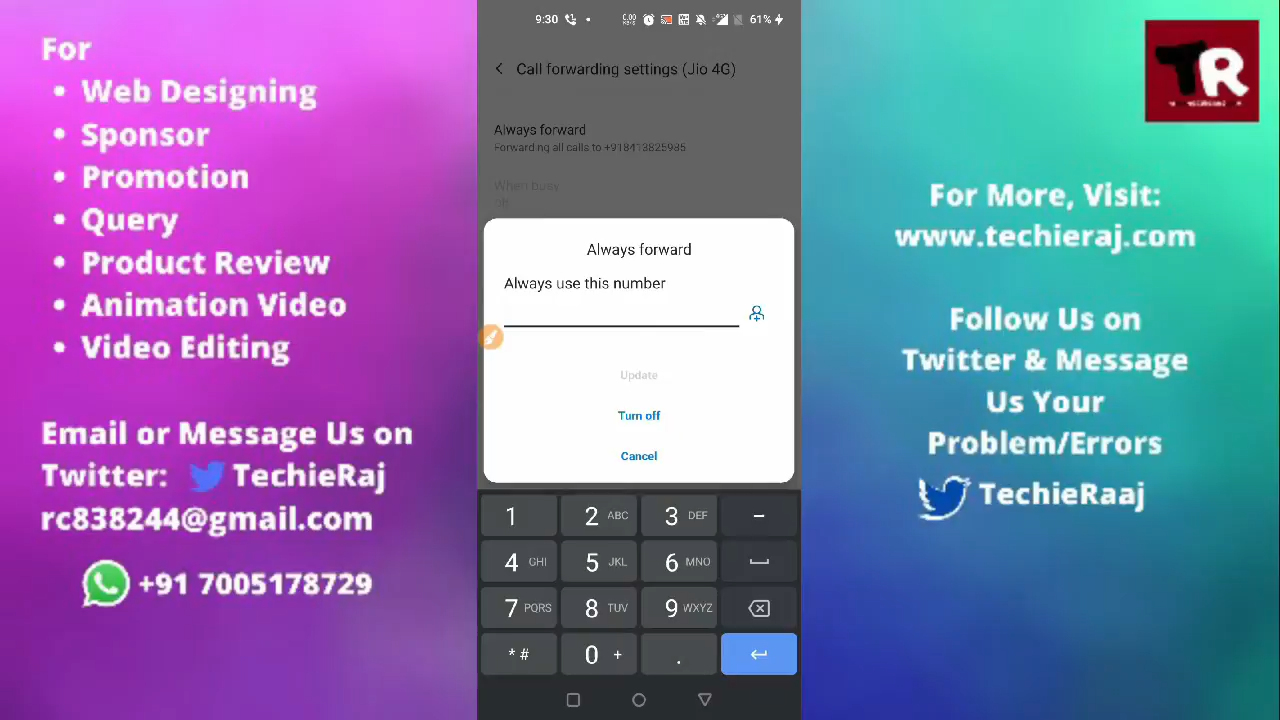 For
• Web Designing
• Sponsor
• Promotion
• Query
• Product Review
• Animation Video
• Video Editing
Email or Message Us on
Twitter: TechieRaj
rc838244@gmail.com
+91 7005178729
9:30
61%
Call forwarding settings (Jio 4G)
Always forward
Forwarding all calls to +918413825985
When busy
Always forward
Always use this number
Update
Turn off
Cancel
1 2 ABC 3 DEF –
4 GHI 5 JKL 6 MNO
7 PQRS 8 TUV 9 WXYZ
* # 0 + .
TR
For More, Visit:
www.techieraj.com
Follow Us on
Twitter & Message
Us Your
Problem/Errors
TechieRaaj